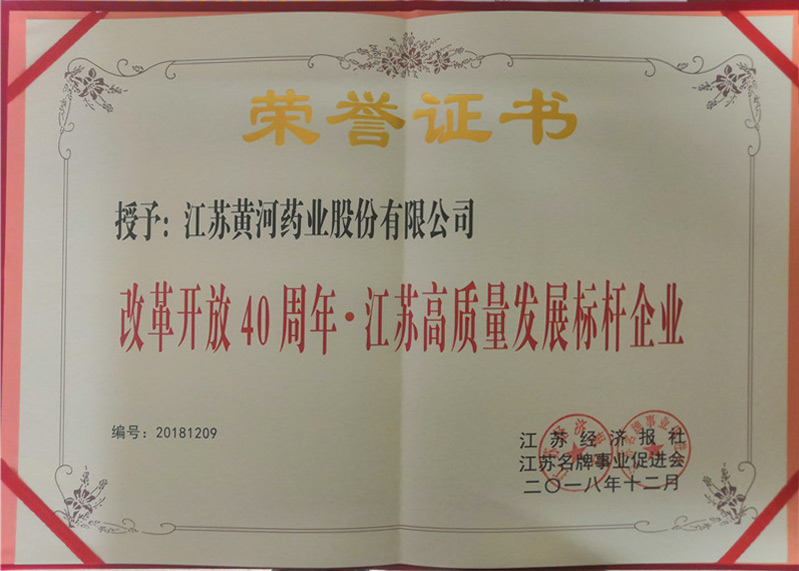 荣誉证书
授予：江苏黄河药业股份有限公司
改革开放40周年·江苏高质量发展标杆企业
编号：20181209
江苏经济报社
江苏名牌事业促进会
二〇一八年十二月